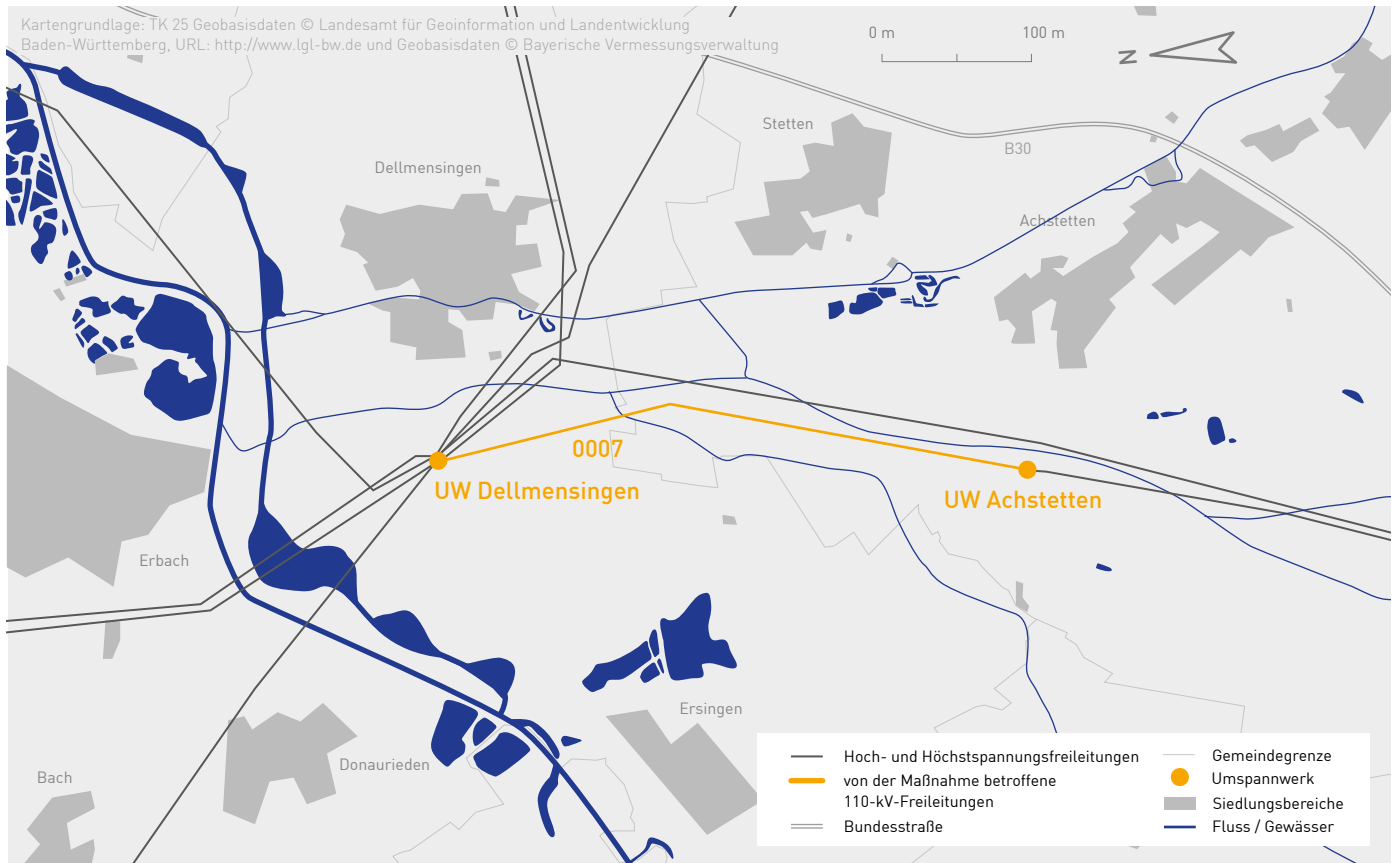 Kartengrundlage: TK 25 Geobasisdaten © Landesamt für Geoinformation und Landentwicklung
Baden-Württemberg, URL: http://www.lgl-bw.de und Geobasisdaten © Bayerische Vermessungsverwaltung
0 m
100 m
N
Stetten
B30
Dellmensingen
Achstetten
0007
UW Dellmensingen
UW Achstetten
Erbach
Ersingen
Donaurieden
Bach
Hoch- und Höchstspannungsfreileitungen
von der Maßnahme betroffene
110-kV-Freileitungen
Bundesstraße
Gemeindegrenze
Umspannwerk
Siedlungsbereiche
Fluss / Gewässer